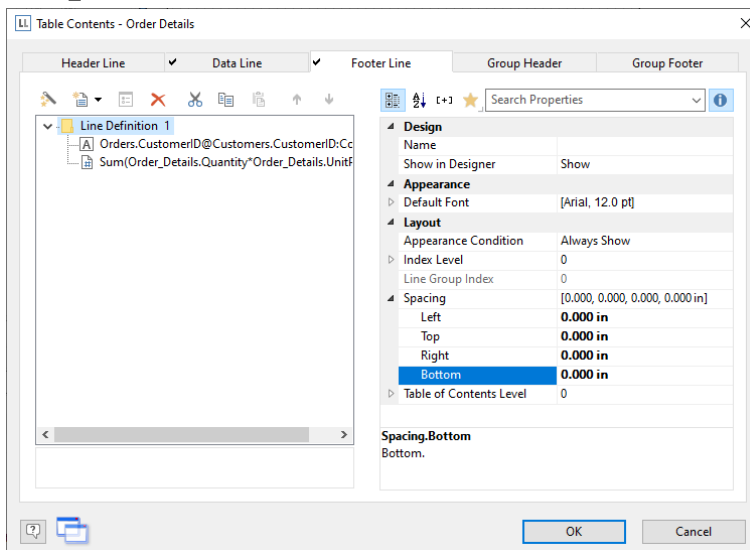 LL Table Contents - Order Details
Header Line
Data Line
Footer Line
Group Header
Group Footer
Search Properties
Line Definition 1
A Orders.CustomerID@Customers.CustomerID:Cc
# Sum(Order_Details.Quantity*Order_Details.UnitP
Design
Name
Show in Designer Show
Appearance
Default Font [Arial, 12.0 pt]
Layout
Appearance Condition Always Show
Index Level 0
Line Group Index 0
Spacing [0.000, 0.000, 0.000, 0.000 in]
Left 0.000 in
Top 0.000 in
Right 0.000 in
Bottom 0.000 in
Table of Contents Level 0
Spacing.Bottom
Bottom.
OK
Cancel